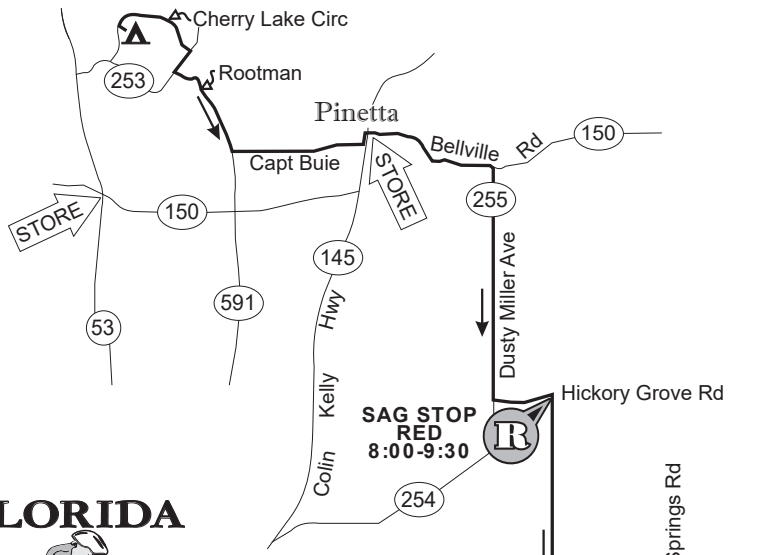 Cherry Lake Circ
253
Rootman
Pinetta
Capt Buie
Bellville Rd
150
STORE
STORE
150
255
145
591
53
Dusty Miller Ave
Colin Kelly Hwy
Hickory Grove Rd
SAG STOP
RED
8:00-9:30
R
254
LORIDA
prings Rd